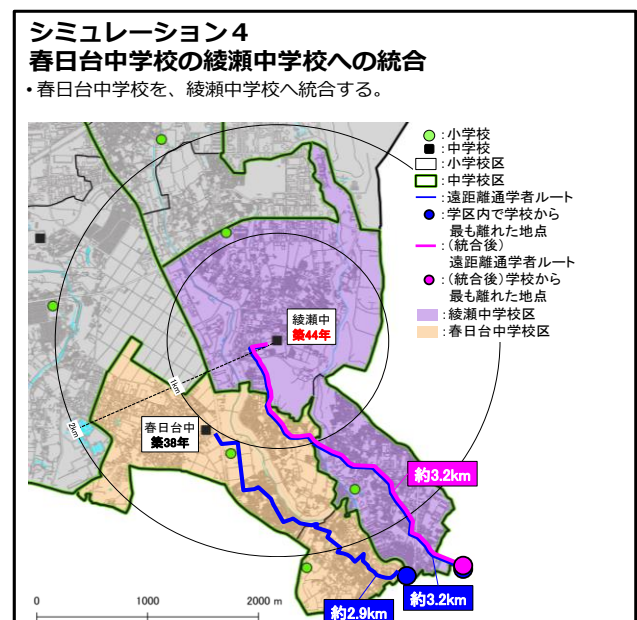 シミュレーション４
春日台中学校の綾瀬中学校への統合
• 春日台中学校を、綾瀬中学校へ統合する。
：小学校
：中学校
：小学校区
：中学校区
：遠距離通学者ルート
：学区内で学校から
最も離れた地点
：(統合後)
遠距離通学者ルート
：(統合後)学校から
最も離れた地点
：綾瀬中学校区
：春日台中学校区
綾瀬中
築44年
1km
2km
春日台中
築38年
約3.2km
約2.9km
約3.2km
0 1000 2000 m